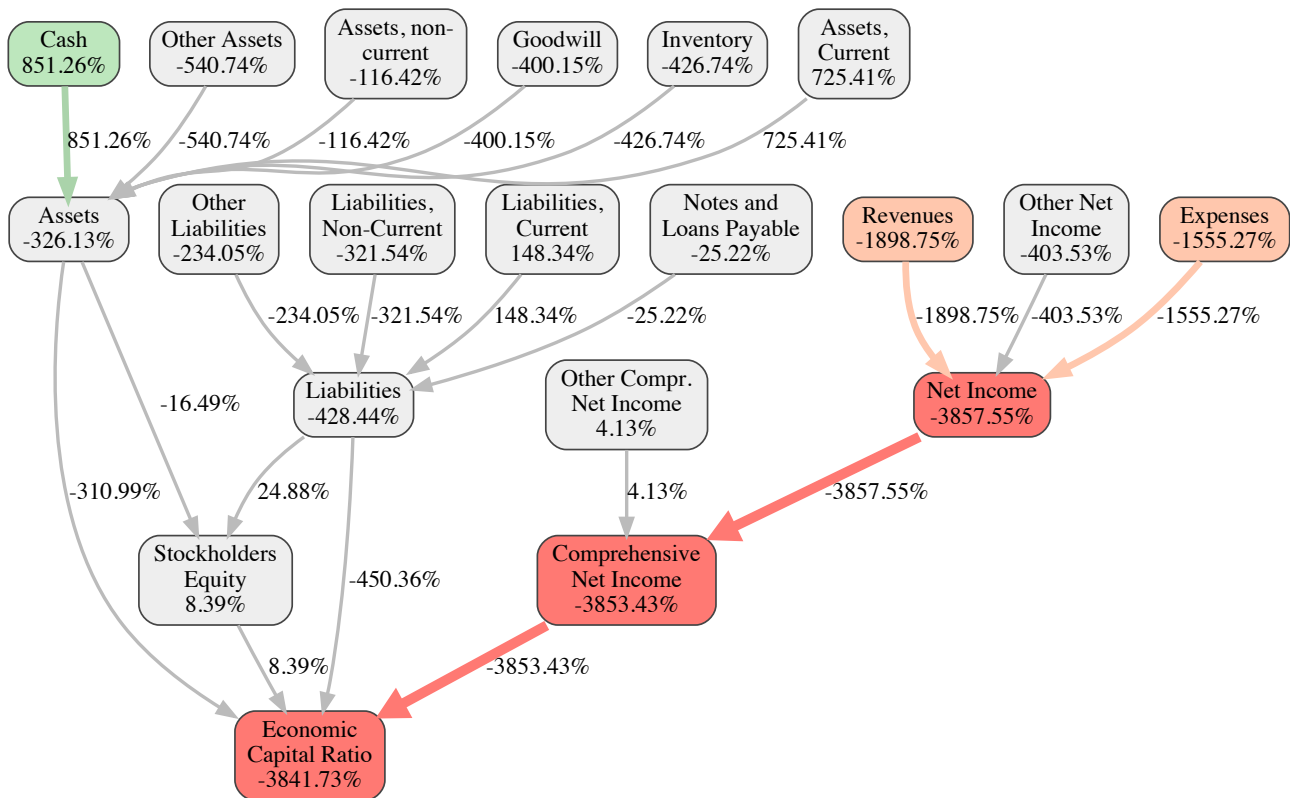 Cash
851.26%
Other Assets
-540.74%
Assets, non-
current
-116.42%
Goodwill
-400.15%
Inventory
-426.74%
Assets,
Current
725.41%
851.26%
-540.74%
-116.42%
-400.15%
-426.74%
725.41%
Assets
-326.13%
Other
Liabilities
-234.05%
Liabilities,
Non-Current
-321.54%
Liabilities,
Current
148.34%
Notes and
Loans Payable
-25.22%
Revenues
-1898.75%
Other Net
Income
-403.53%
Expenses
-1555.27%
-234.05%
-321.54%
148.34%
-25.22%
-1898.75%
-403.53%
-1555.27%
Liabilities
-428.44%
Other Compr.
Net Income
4.13%
Net Income
-3857.55%
-16.49%
-310.99%
24.88%
4.13%
-3857.55%
Stockholders
Equity
8.39%
-450.36%
Comprehensive
Net Income
-3853.43%
8.39%
-3853.43%
Economic
Capital Ratio
-3841.73%